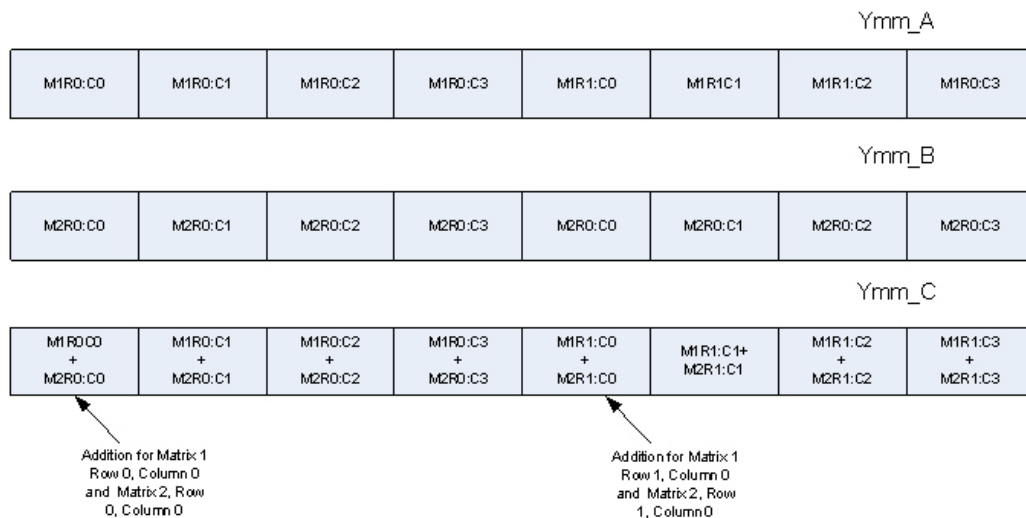 Ymm_A
M1R0:C0 M1R0:C1 M1R0:C2 M1R0:C3 M1R1:C0 M1R1C1 M1R1:C2 M1R0:C3
Ymm_B
M2R0:C0 M2R0:C1 M2R0:C2 M2R0:C3 M2R0:C0 M2R0:C1 M2R0:C2 M2R0:C3
Ymm_C
M1R0C0
+
M2R0:C0
M1R0:C1
+
M2R0:C1
M1R0:C2
+
M2R0:C2
M1R0:C3
+
M2R0:C3
M1R1:C0
+
M2R1:C0
M1R1:C1+
M2R1:C1
M1R1:C2
+
M2R1:C2
M1R1:C3
+
M2R1:C3
Addition for Matrix 1
Row 0, Column 0
and Matrix 2, Row
0, Column 0
Addition for Matrix 1
Row 1, Column 0
and Matrix 2, Row
1, Column 0